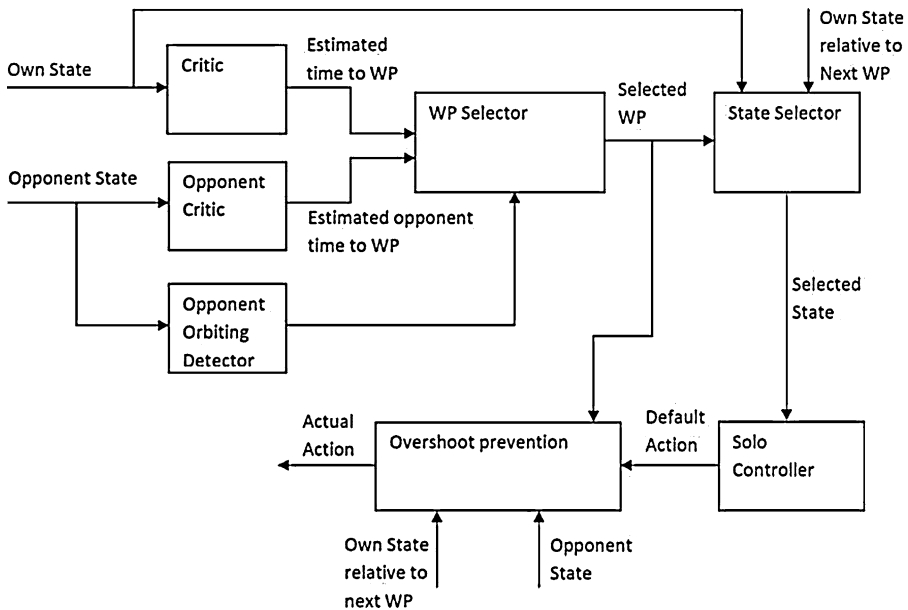 Own State
Critic
Estimated
time to WP
Own State
relative to
Next WP
WP Selector
Selected
WP
State Selector
Opponent State
Opponent
Critic
Estimated opponent
time to WP
Opponent
Orbiting
Detector
Selected
State
Actual
Action
Overshoot prevention
Default
Action
Solo
Controller
Own State
relative to
next WP
Opponent
State